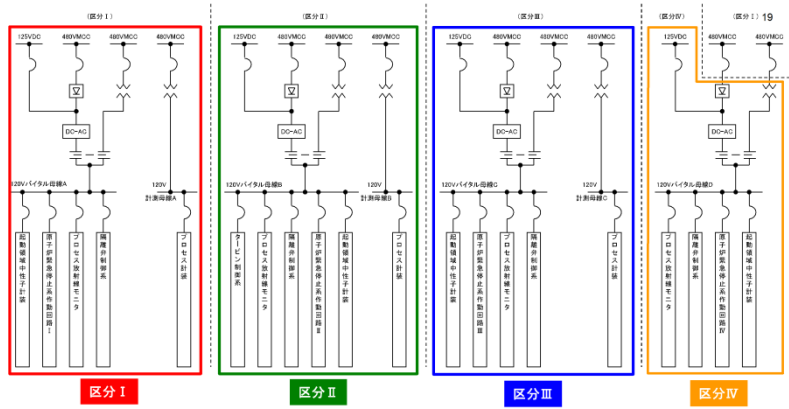 (区分Ⅰ)
125VDC 480VMCC 480VMCC 480VMCC
DC-AC
120Vバイタル母線A 120V
計測母線A
起動領域中性子計装
原子炉緊急停止系作動回路Ⅰ
プロセス放射線モニタ
隔離弁制御系
プロセス計装
区分Ⅰ
(区分Ⅱ)
125VDC 480VMCC 480VMCC 480VMCC
DC-AC
120Vバイタル母線B 120V
計測母線B
タービン制御系
プロセス放射線モニタ
隔離弁制御系
原子炉緊急停止系作動回路Ⅱ
起動領域中性子計装
プロセス計装
区分Ⅱ
(区分Ⅲ)
125VDC 480VMCC 480VMCC 480VMCC
DC-AC
120Vバイタル母線C 120V
計測母線C
起動領域中性子計装
原子炉緊急停止系作動回路Ⅲ
プロセス放射線モニタ
隔離弁制御系
プロセス計装
区分Ⅲ
(区分Ⅳ) (区分Ⅰ) 19
125VDC 480VMCC 480VMCC
DC-AC
120Vバイタル母線D
プロセス放射線モニタ
隔離弁制御系
原子炉緊急停止系作動回路Ⅳ
起動領域中性子計装
区分Ⅳ